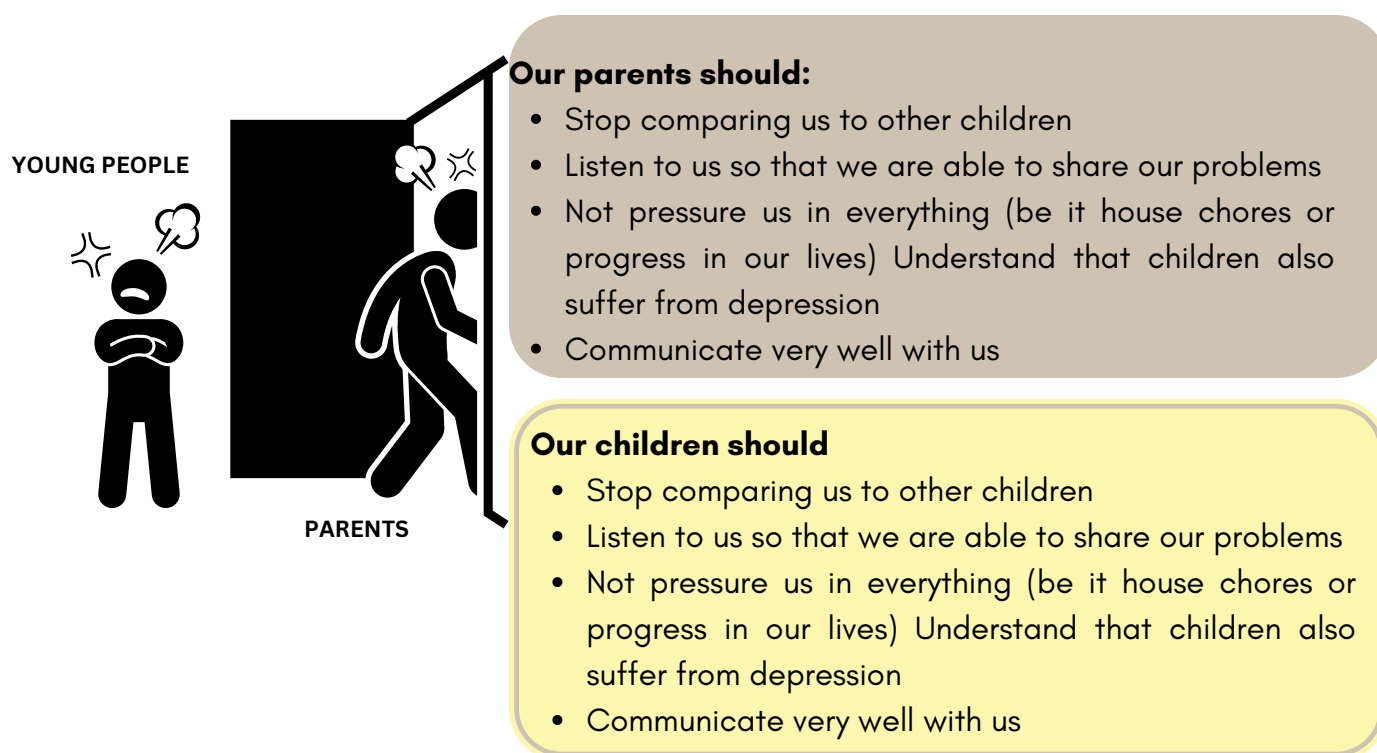 YOUNG PEOPLE
PARENTS
Our parents should:
• Stop comparing us to other children
• Listen to us so that we are able to share our problems
• Not pressure us in everything (be it house chores or
progress in our lives) Understand that children also
suffer from depression
• Communicate very well with us
Our children should
• Stop comparing us to other children
• Listen to us so that we are able to share our problems
• Not pressure us in everything (be it house chores or
progress in our lives) Understand that children also
suffer from depression
• Communicate very well with us